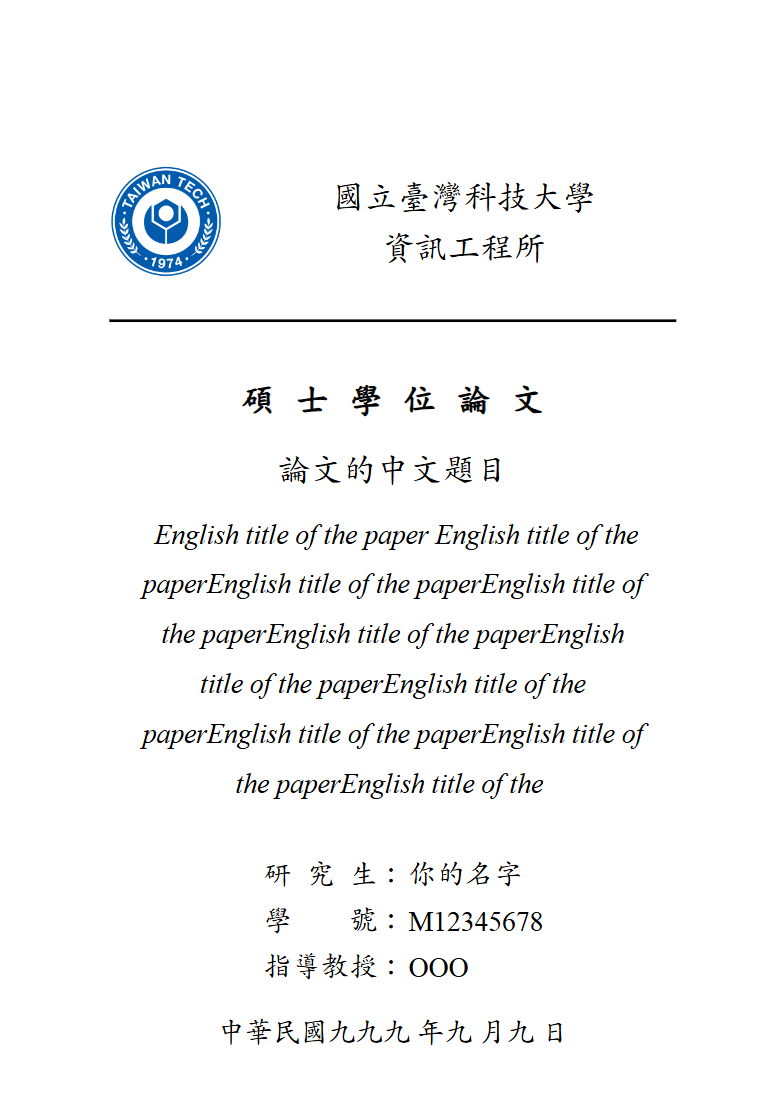 TAIWAN TECH
1974
國立臺灣科技大學
資訊工程所
碩 士 學 位 論 文
論文的中文題目
English title of the paper English title of the
paperEnglish title of the paperEnglish title of
the paperEnglish title of the paperEnglish
title of the paperEnglish title of the
paperEnglish title of the paperEnglish title of
the paperEnglish title of the
研 究 生：你的名字
學 號：M12345678
指導教授：OOO
中華民國九九九 年九 月九 日